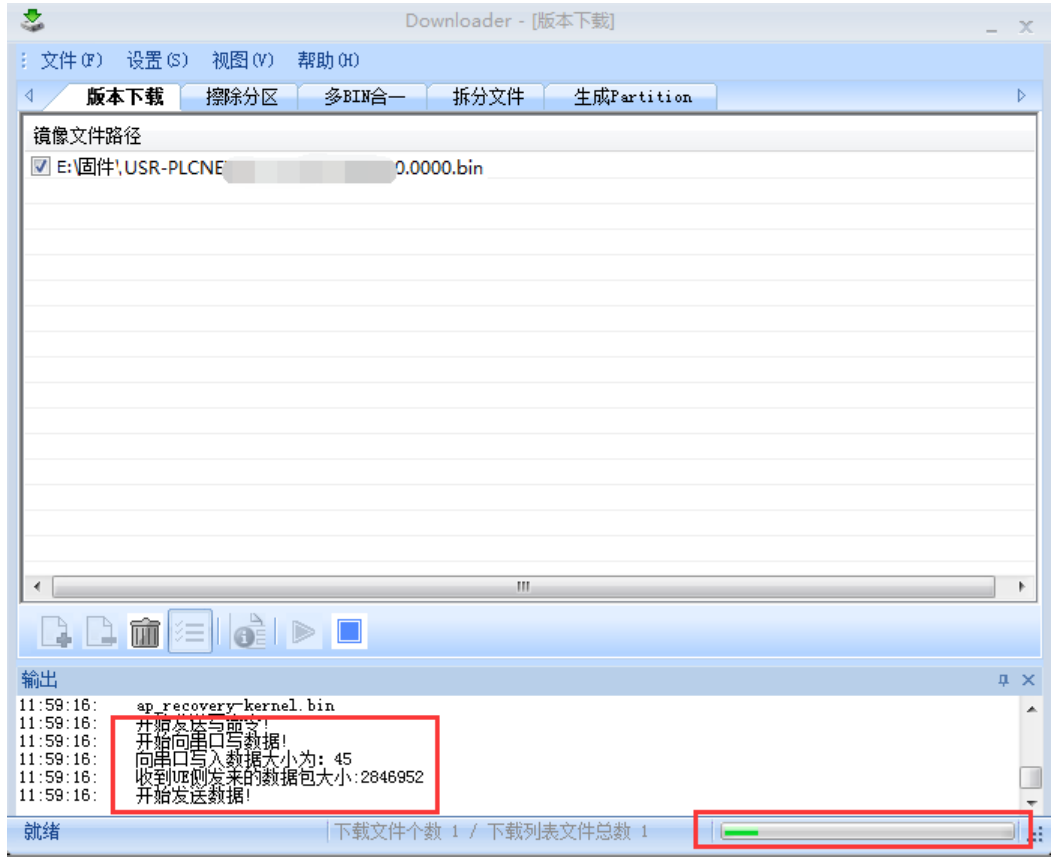 Downloader - [版本下载]
文件(F) 设置(S) 视图(V) 帮助(H)
版本下载 擦除分区 多BIN合一 拆分文件 生成Partition
镜像文件路径
E:\固件\USR-PLCNE 0.0000.bin
输出
11:59:16: ap_recovery-kernel.bin
11:59:16: 开始发送写命令!
11:59:16: 开始向串口写数据!
11:59:16: 向串口写入数据大小为: 45
11:59:16: 收到UE侧发来的数据包大小:2846952
11:59:16: 开始发送数据!
就绪 下载文件个数 1 / 下载列表文件总数 1